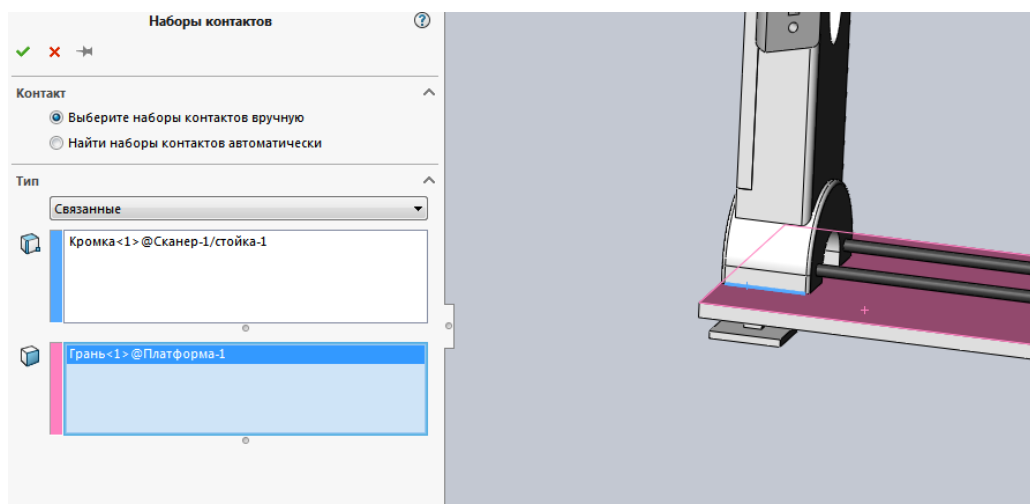 Наборы контактов
Контакт
Выберите наборы контактов вручную
Найти наборы контактов автоматически
Тип
Связанные
Кромка<1>@Сканер-1/стойка-1
Грань<1>@Платформа-1